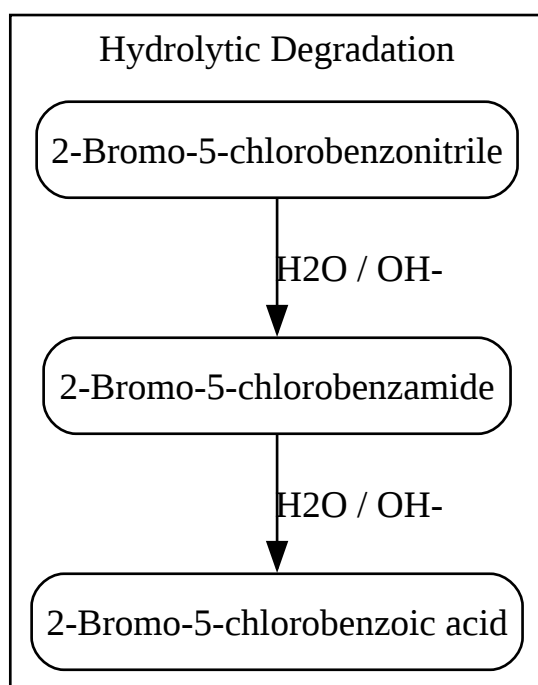 Hydrolytic Degradation
2-Bromo-5-chlorobenzonitrile
H2O / OH-
2-Bromo-5-chlorobenzamide
H2O / OH-
2-Bromo-5-chlorobenzoic acid